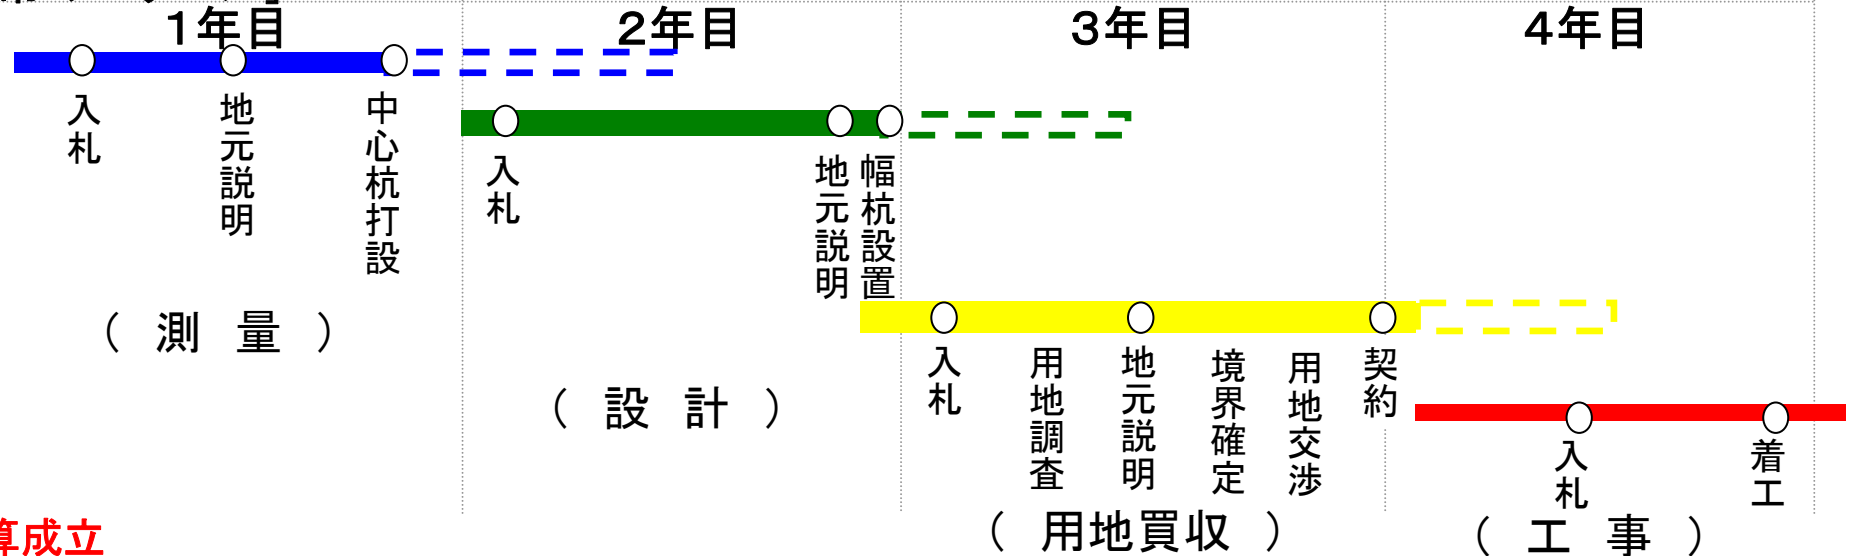 1年目
2年目
3年目
4年目
入札
地元説明
中心杭打設
(測量)
入札
地元説明
幅杭設置
(設計)
入札
用地調査
地元説明
境界確定
用地交渉
契約
(用地買収)
入札
着工
(工事)
算成立